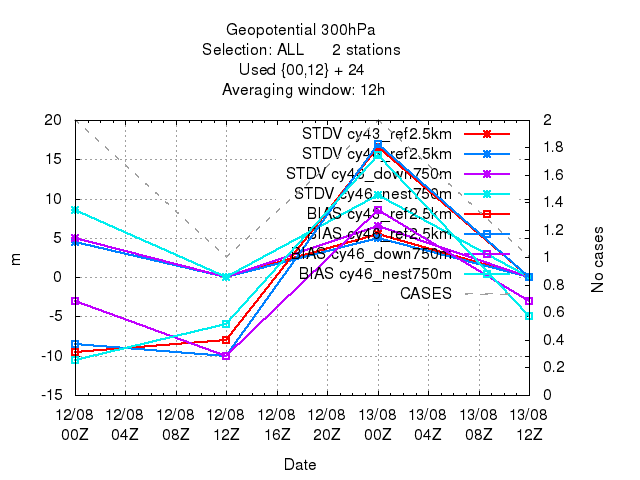 Geopotential 300hPa
Selection: ALL 2 stations
Used {00,12} + 24
Averaging window: 12h
20
15
10
5
0
-5
-10
-15
m
2
1.8
1.6
1.4
1.2
1
0.8
0.6
0.4
0.2
0
No cases
STDV cy43_ref2.5km
STDV cy46_ref2.5km
STDV cy46_down750m
STDV cy46_nest750m
BIAS cy43_ref2.5km
BIAS cy46_ref2.5km
BIAS cy46_down750m
BIAS cy46_nest750m
CASES
12/08 12/08 12/08 12/08 12/08 12/08 13/08 13/08 13/08 13/08
00Z 04Z 08Z 12Z 16Z 20Z 00Z 04Z 08Z 12Z
Date